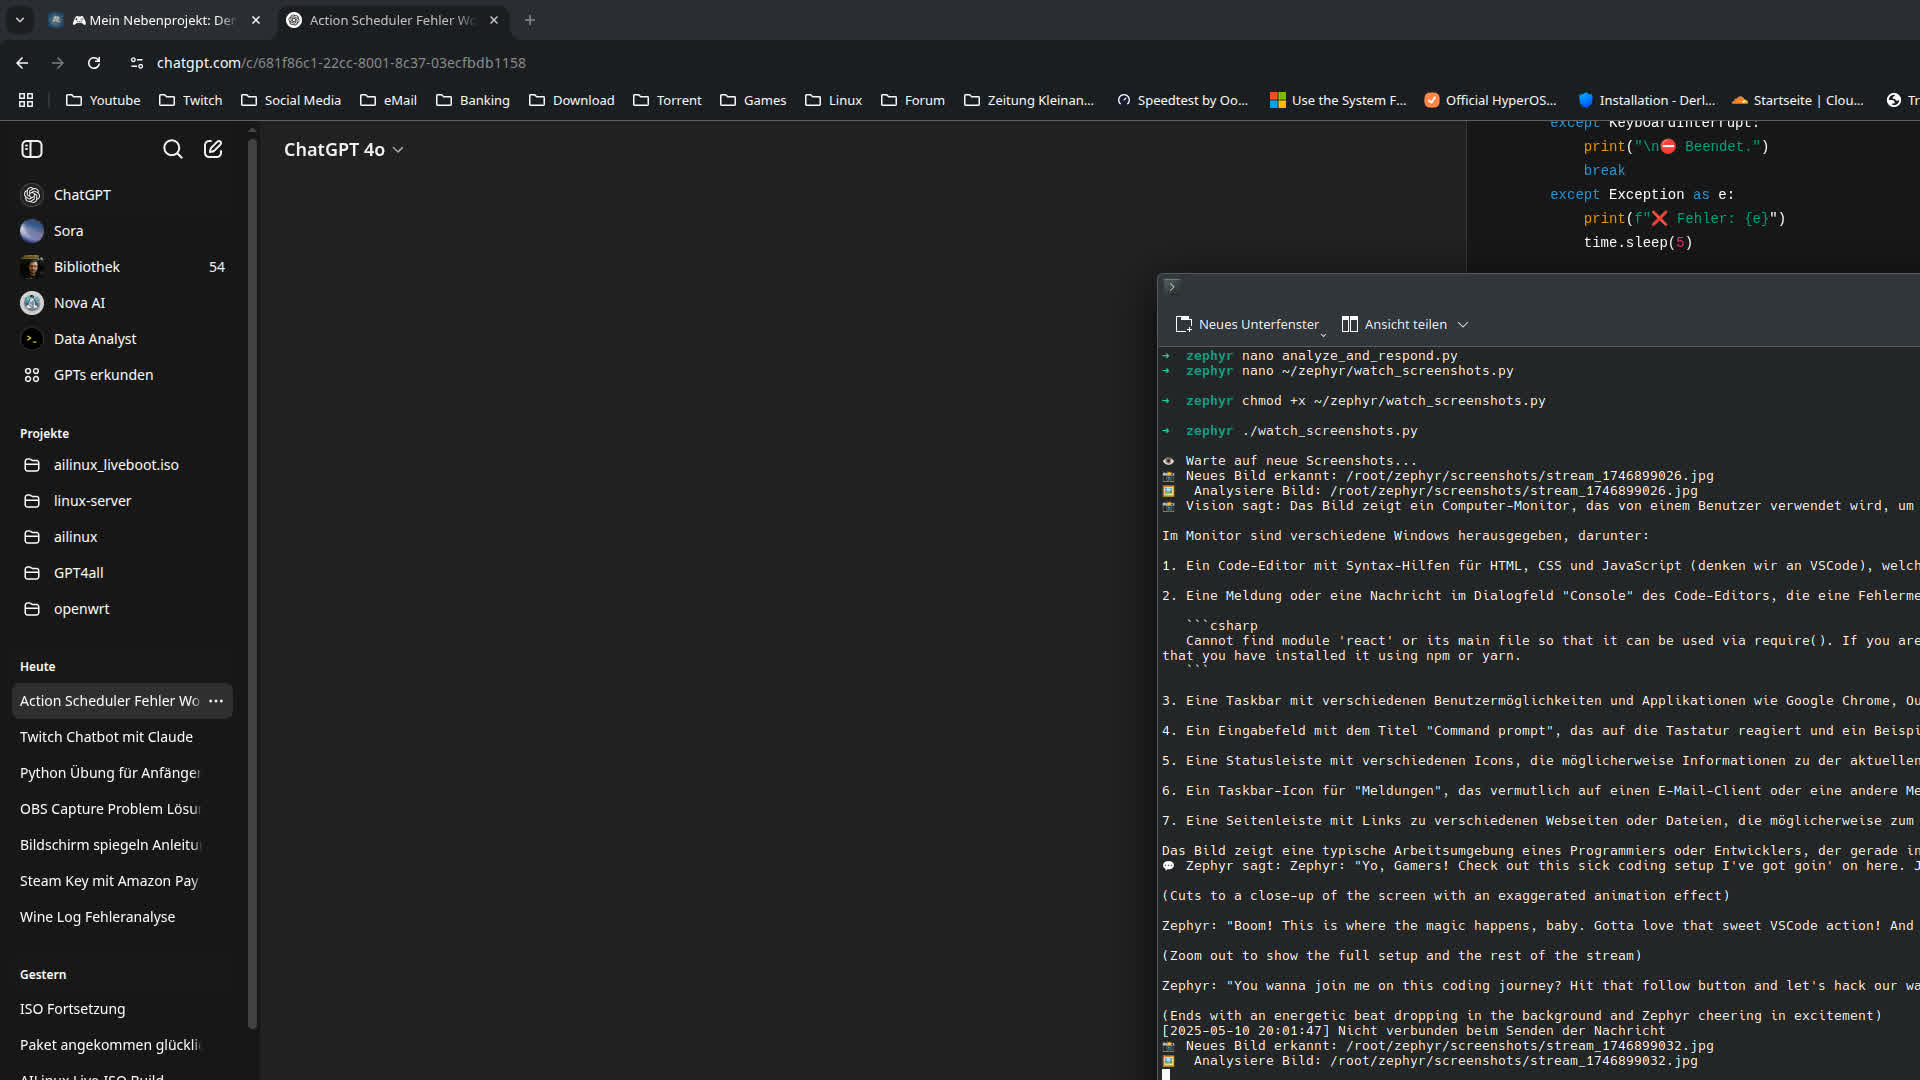 🎮 Mein Nebenprojekt: Der
Action Scheduler Fehler Wo
chatgpt.com/c/681f86c1-22cc-8001-8c37-03ecfbdb1158
Youtube
Twitch
Social Media
eMail
Banking
Download
Torrent
Games
Linux
Forum
Zeitung Kleinan...
Speedtest by Oo...
Use the System F...
Official HyperOS...
Installation - Derl...
Startseite | Clou...
Tr
ChatGPT 4o
ChatGPT
Sora
Bibliothek 54
Nova AI
Data Analyst
GPTs erkunden
Projekte
ailinux_liveboot.iso
linux-server
ailinux
GPT4all
openwrt
Heute
Action Scheduler Fehler Wo
Twitch Chatbot mit Claude
Python Übung für Anfänger
OBS Capture Problem Lösu
Bildschirm spiegeln Anleitu
Steam Key mit Amazon Pay
Wine Log Fehleranalyse
Gestern
ISO Fortsetzung
Paket angekommen glückli
AILinux Live ISO Build
except KeyboardInterrupt:
print("\n⛔ Beendet.")
break
except Exception as e:
print(f"❌ Fehler: {e}")
time.sleep(5)
Neues Unterfenster
Ansicht teilen
➜ zephyr nano analyze_and_respond.py
➜ zephyr nano ~/zephyr/watch_screenshots.py
➜ zephyr chmod +x ~/zephyr/watch_screenshots.py
➜ zephyr ./watch_screenshots.py
👁 Warte auf neue Screenshots...
📸 Neues Bild erkannt: /root/zephyr/screenshots/stream_1746899026.jpg
🖼 Analysiere Bild: /root/zephyr/screenshots/stream_1746899026.jpg
📸 Vision sagt: Das Bild zeigt ein Computer-Monitor, das von einem Benutzer verwendet wird, um
Im Monitor sind verschiedene Windows herausgegeben, darunter:
1. Ein Code-Editor mit Syntax-Hilfen für HTML, CSS und JavaScript (denken wir an VSCode), welch
2. Eine Meldung oder eine Nachricht im Dialogfeld "Console" des Code-Editors, die eine Fehlerme
```csharp
Cannot find module 'react' or its main file so that it can be used via require(). If you are
that you have installed it using npm or yarn.
```
3. Eine Taskbar mit verschiedenen Benutzermöglichkeiten und Applikationen wie Google Chrome, Ou
4. Ein Eingabefeld mit dem Titel "Command prompt", das auf die Tastatur reagiert und ein Beispi
5. Eine Statusleiste mit verschiedenen Icons, die möglicherweise Informationen zu der aktuellen
6. Ein Taskbar-Icon für "Meldungen", das vermutlich auf einen E-Mail-Client oder eine andere Me
7. Eine Seitenleiste mit Links zu verschiedenen Webseiten oder Dateien, die möglicherweise zum
Das Bild zeigt eine typische Arbeitsumgebung eines Programmiers oder Entwicklers, der gerade in
💬 Zephyr sagt: Zephyr: "Yo, Gamers! Check out this sick coding setup I've got goin' on here. J
(Cuts to a close-up of the screen with an exaggerated animation effect)
Zephyr: "Boom! This is where the magic happens, baby. Gotta love that sweet VSCode action! And
(Zoom out to show the full setup and the rest of the stream)
Zephyr: "You wanna join me on this coding journey? Hit that follow button and let's hack our wa
(Ends with an energetic beat dropping in the background and Zephyr cheering in excitement)
[2025-05-10 20:01:47] Nicht verbunden beim Senden der Nachricht
📸 Neues Bild erkannt: /root/zephyr/screenshots/stream_1746899032.jpg
🖼 Analysiere Bild: /root/zephyr/screenshots/stream_1746899032.jpg